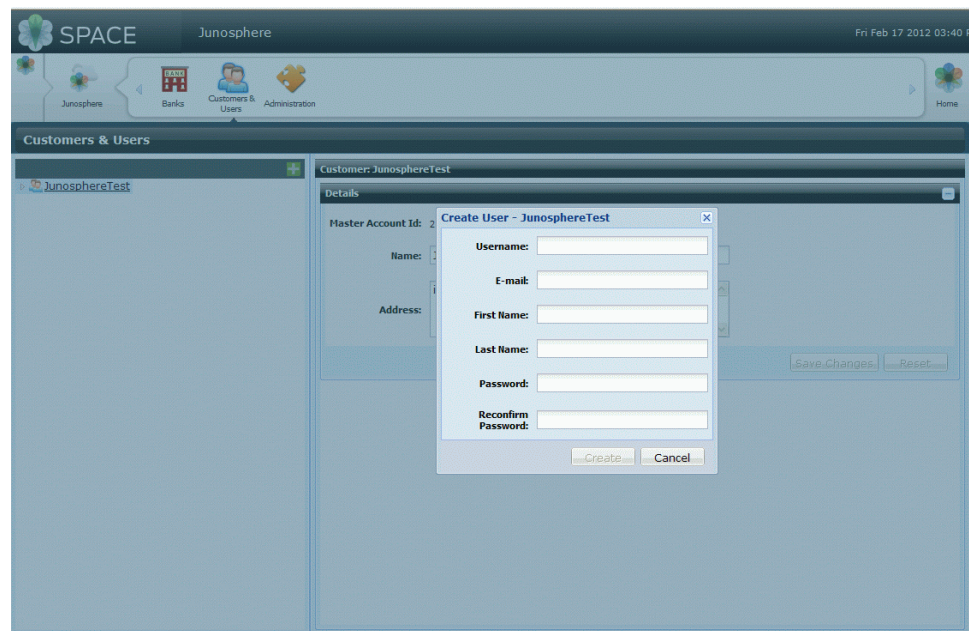 SPACE
Junosphere
Fri Feb 17 2012 03:40
Junosphere
BANK
Banks
Customers &
Users
Administration
Home
Customers & Users
JunosphereTest
Customer: JunosphereTest
Details
Master Account Id: 2
Name:
Address:
Save Changes
Reset
Create User - JunosphereTest
Username:
E-mail:
First Name:
Last Name:
Password:
Reconfirm
Password:
Create
Cancel